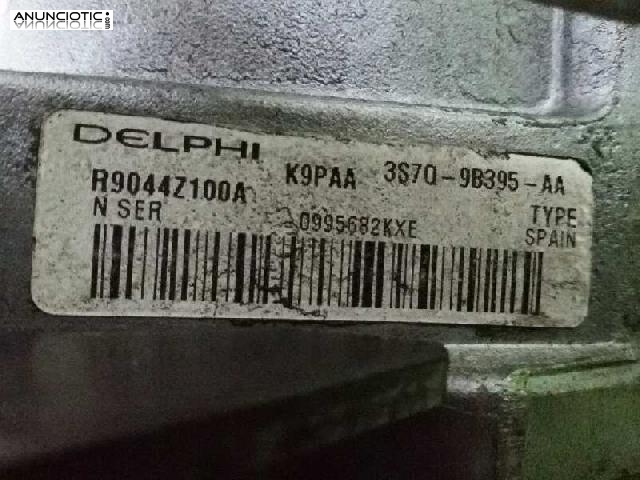 ANUNCIOTIC
DELPHI
K9PAA 3S7Q-9B395-AA
R9044Z100A
TYPE
N SER 0995682KXE
SPAIN